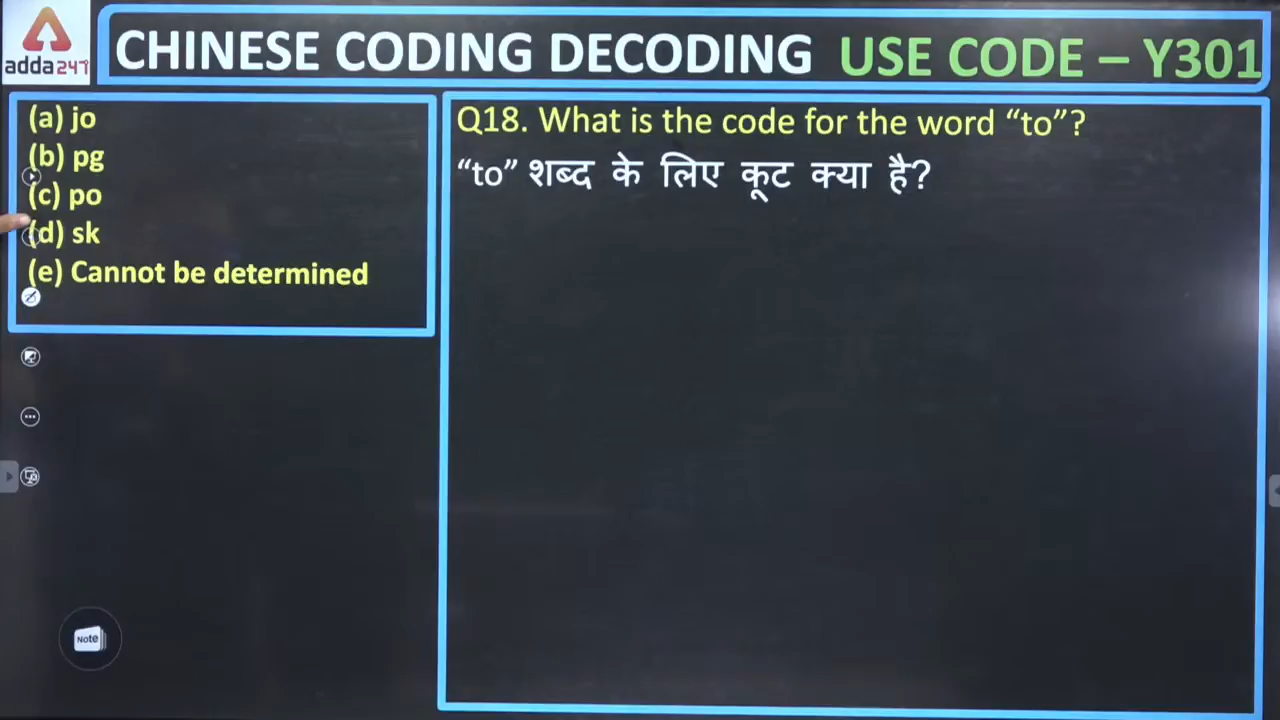 adda247
CHINESE CODING DECODING USE CODE – Y301
(a) jo
(b) pg
(c) po
(d) sk
(e) Cannot be determined
Q18. What is the code for the word “to”?
“to” शब्द के लिए कूट क्या है?
Note